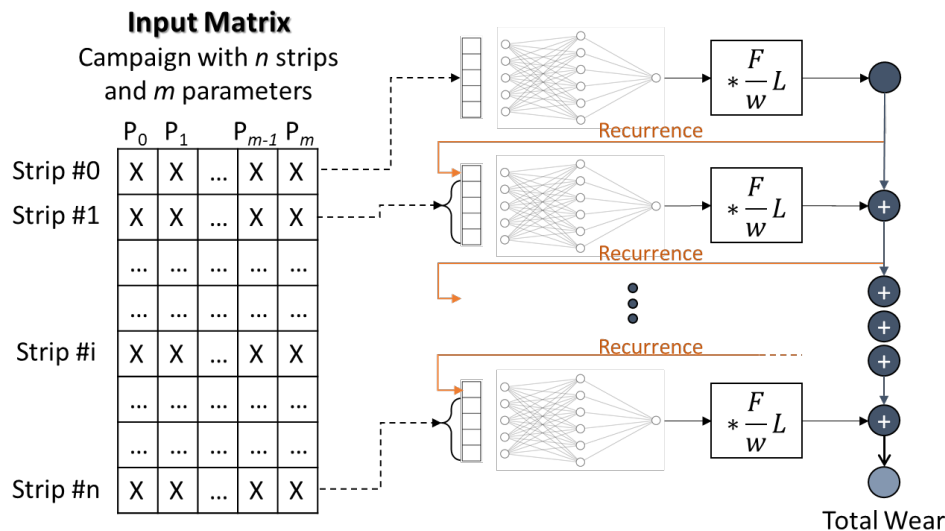 Input Matrix
Campaign with n strips
and m parameters
P0 P1 Pm-1 Pm
Strip #0 X X ... X X
Strip #1 X X ... X X
... ... ... ... ...
... ... ... ...
Strip #i X X ... X X
... ... ... ... ...
... ... ... ...
Strip #n X X ... X X
* F/w L
Recurrence
* F/w L
+
Recurrence
+
+
+
Recurrence
* F/w L
+
Total Wear